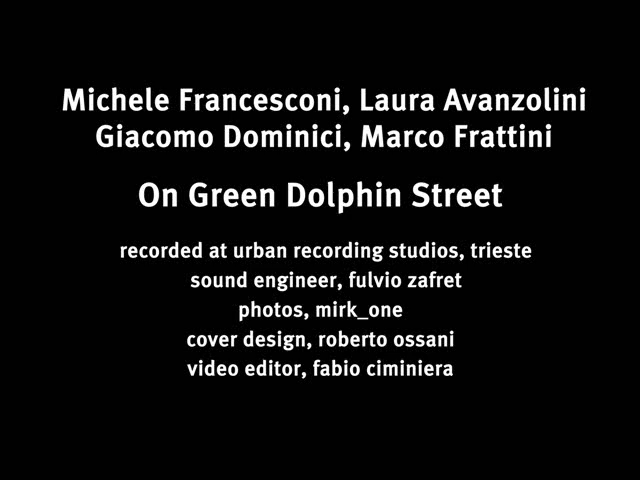 Michele Francesconi, Laura Avanzolini
Giacomo Dominici, Marco Frattini
On Green Dolphin Street
recorded at urban recording studios, trieste
sound engineer, fulvio zafret
photos, mirk_one
cover design, roberto ossani
video editor, fabio ciminiera